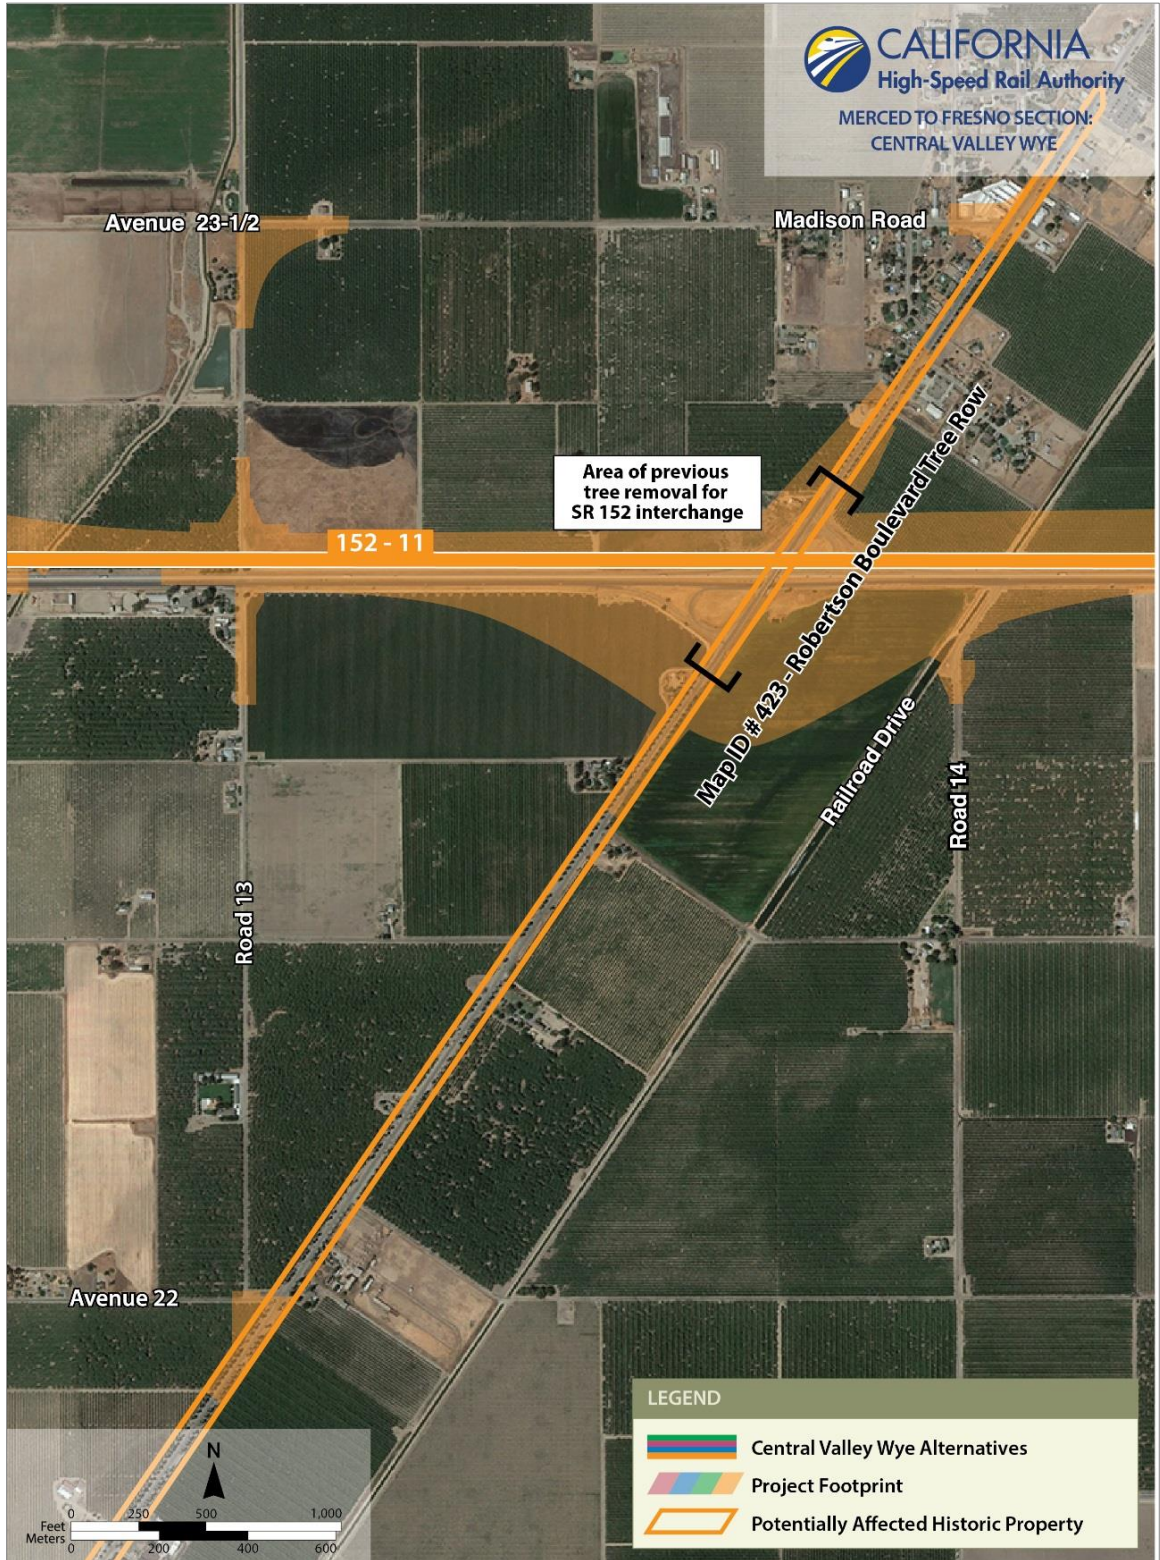 CALIFORNIA
High-Speed Rail Authority
MERCED TO FRESNO SECTION:
CENTRAL VALLEY WYE
Avenue 23-1/2
Madison Road
Area of previous
tree removal for
SR 152 interchange
152 - 11
Map ID # 423 - Robertson Boulevard Tree Row
Railroad Drive
Road 14
Road 13
Avenue 22
LEGEND
Central Valley Wye Alternatives
Project Footprint
Potentially Affected Historic Property
N
0 250 500 1,000
Feet
Meters
0 200 400 600